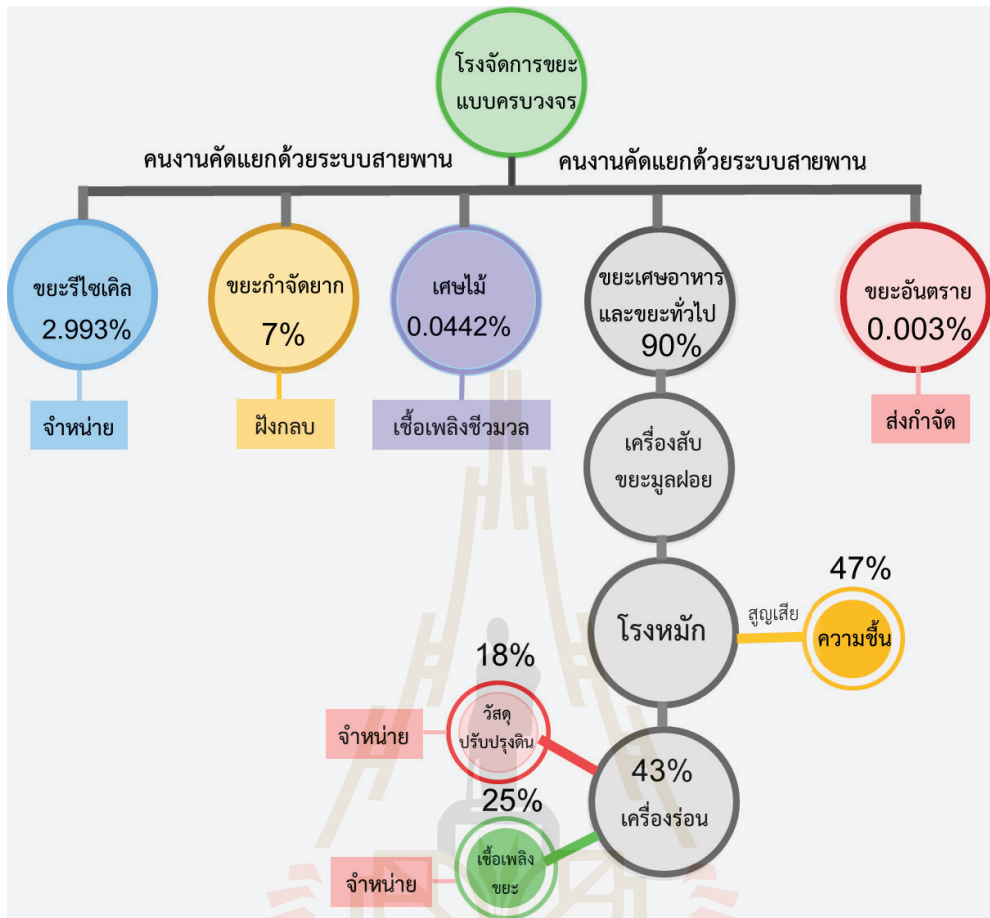 โรงจัดการขยะ
แบบครบวงจร
คนงานคัดแยกด้วยระบบสายพาน
คนงานคัดแยกด้วยระบบสายพาน
ขยะรีไซเคิล
2.993%
จำหน่าย
ขยะกำจัดยาก
7%
ฝังกลบ
เศษไม้
0.0442%
เชื้อเพลิงชีวมวล
ขยะเศษอาหาร
และขยะทั่วไป
90%
ขยะอันตราย
0.003%
ส่งกำจัด
เครื่องสับ
ขยะมูลฝอย
โรงหมัก
สูญเสีย
47%
ความชื้น
18%
วัสดุ
ปรับปรุงดิน
จำหน่าย
43%
เครื่องร่อน
25%
เชื้อเพลิง
ขยะ
จำหน่าย